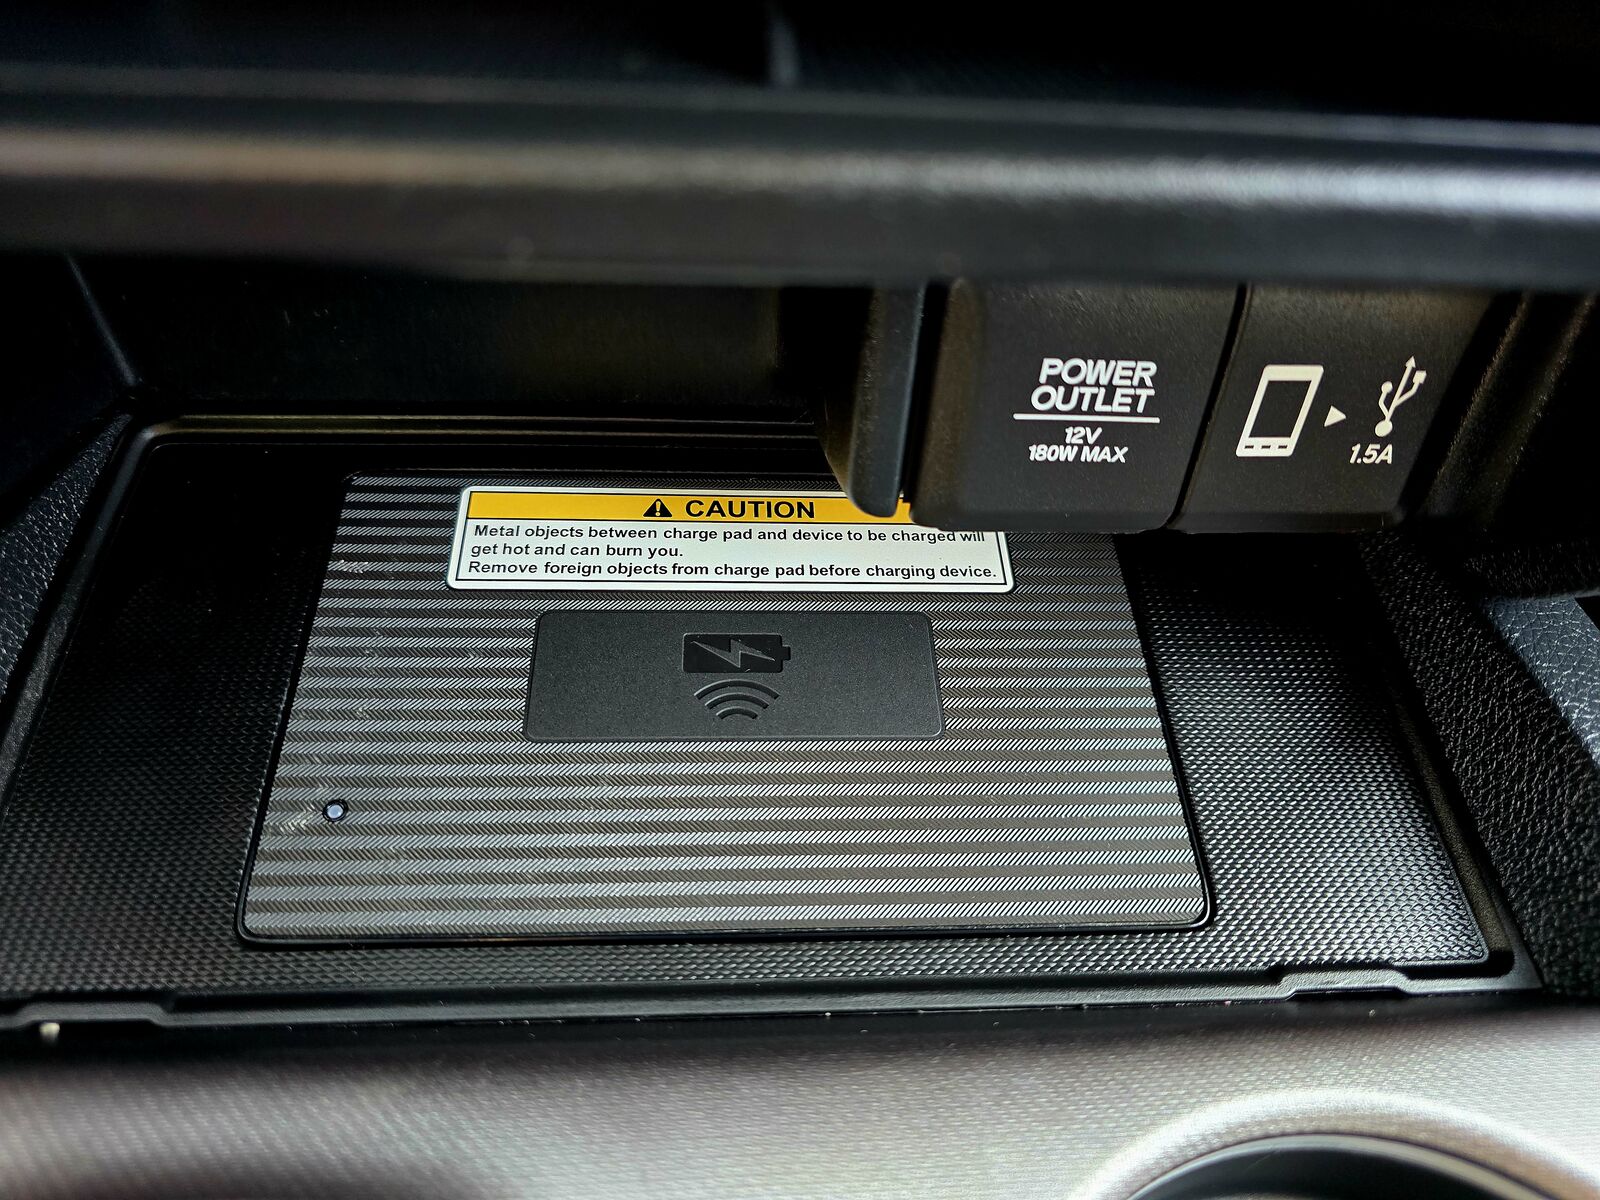 POWER
OUTLET
12V
180W MAX
1.5A
CAUTION
Metal objects between charge pad and device to be charged will
get hot and can burn you.
Remove foreign objects from charge pad before charging device.